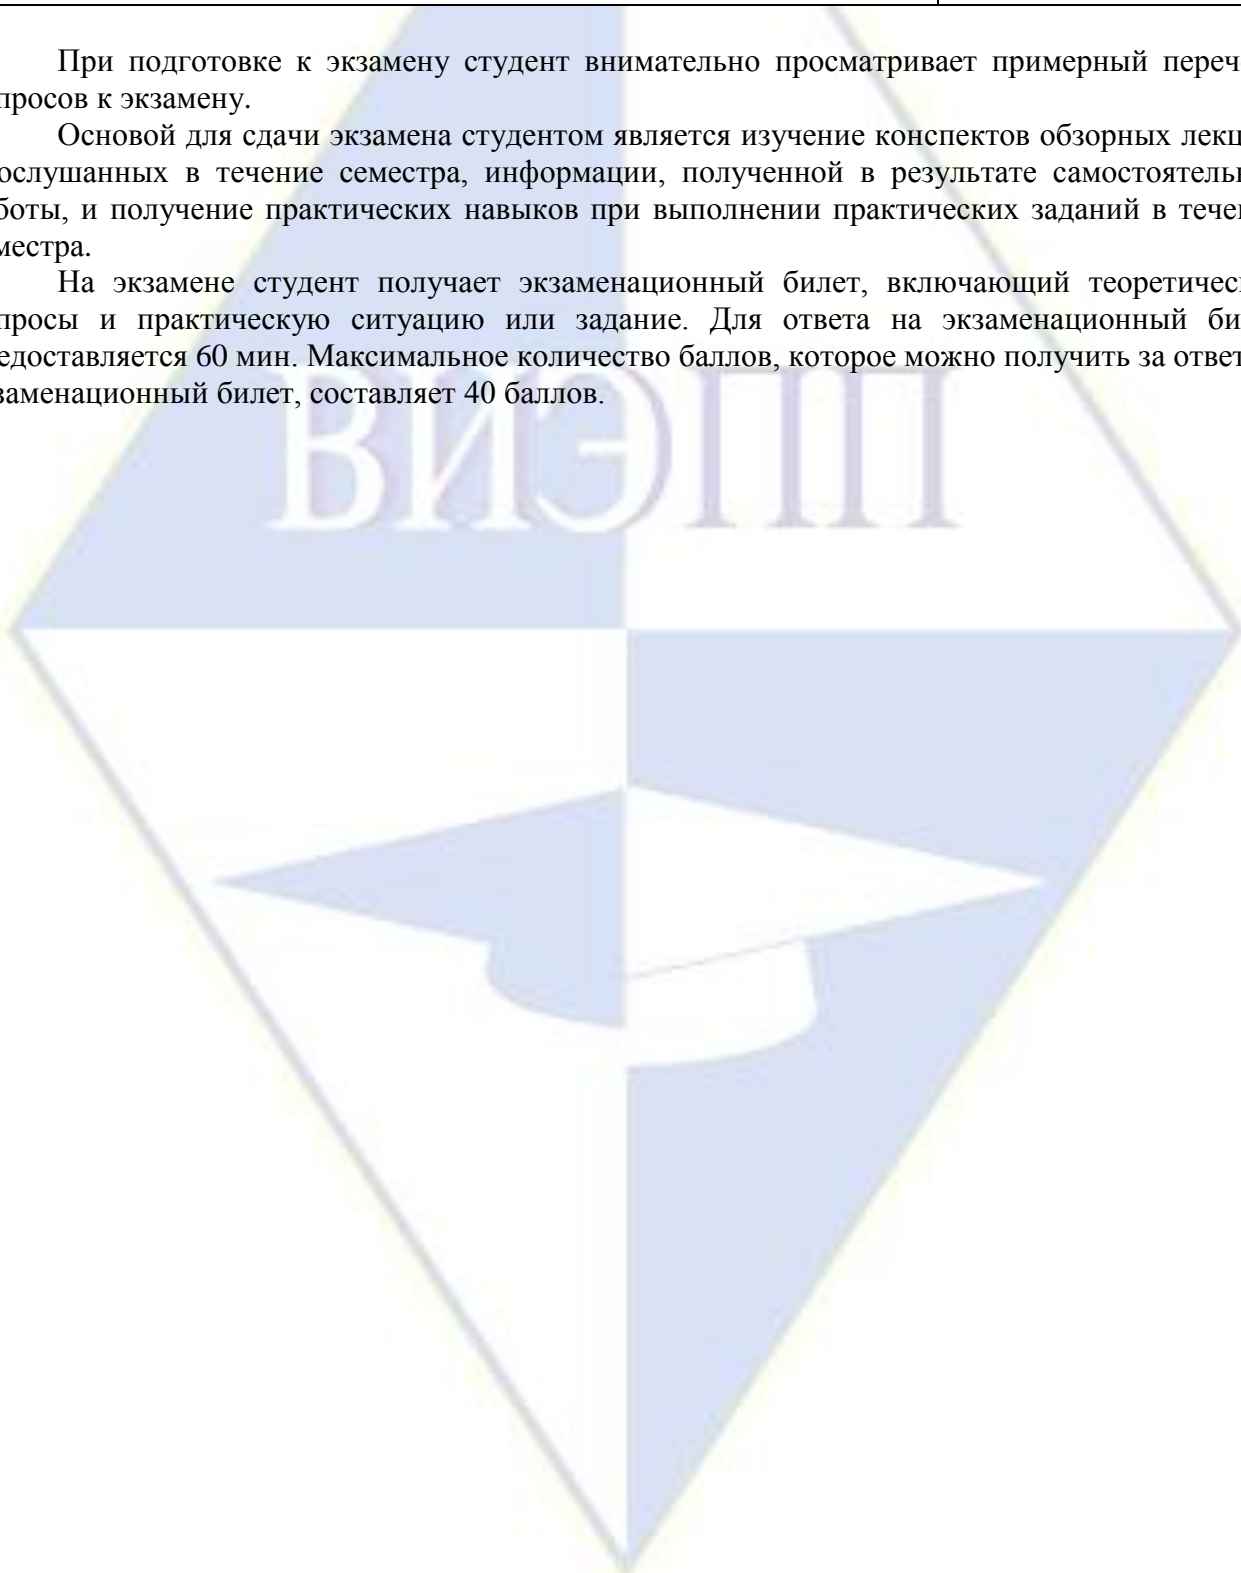 При подготовке к экзамену студент внимательно просматривает примерный переч
просов к экзамену.
Основой для сдачи экзамена студентом является изучение конспектов обзорных лекц
ослушанных в течение семестра, информации, полученной в результате самостоятельн
боты, и получение практических навыков при выполнении практических заданий в течен
местра.
На экзамене студент получает экзаменационный билет, включающий теоретическ
просы и практическую ситуацию или задание. Для ответа на экзаменационный бил
едоставляется 60 мин. Максимальное количество баллов, которое можно получить за ответ
заменационный билет, составляет 40 баллов.
ВИЭПП